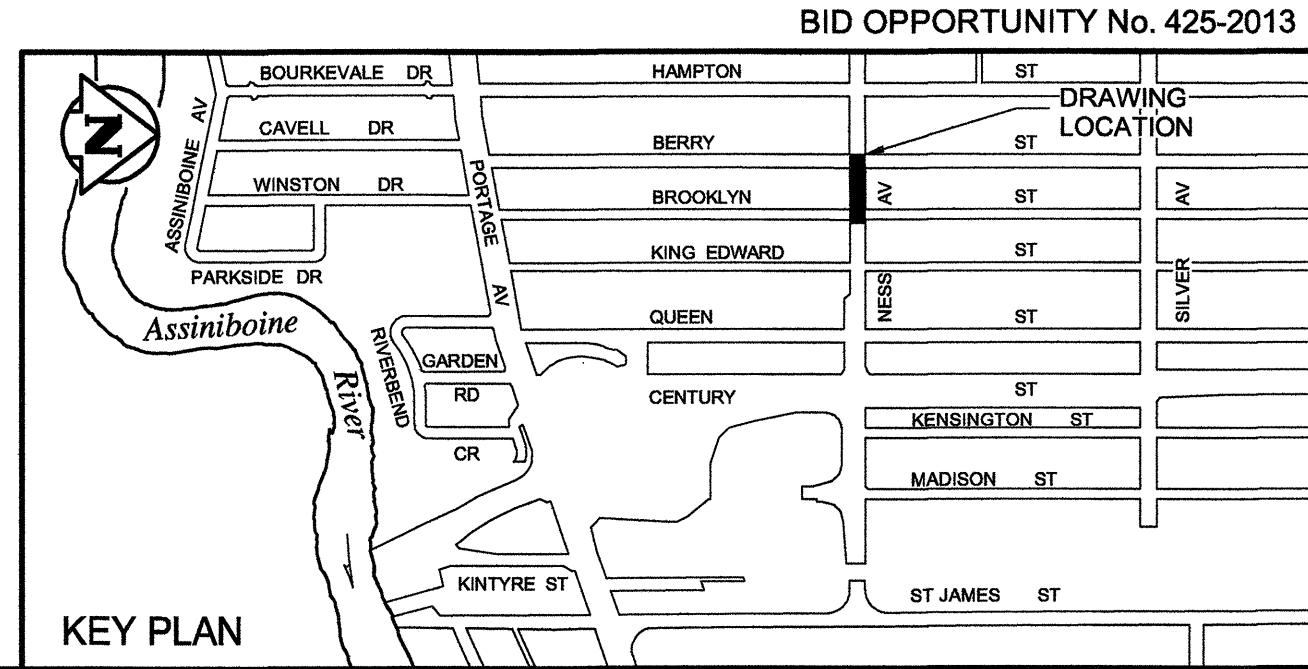 BID OPPORTUNITY No. 425-2013
N
BOURKEVALE DR
HAMPTON ST
ASSINIBOINE AV
CAVELL DR
DRAWING
LOCATION
BERRY ST
WINSTON DR
PORTAGE AV
BROOKLYN ST
NESS AV
SILVER AV
KING EDWARD ST
PARKSIDE DR
Assiniboine River
QUEEN ST
RIVERBEND CR
GARDEN RD
CENTURY ST
KENSINGTON ST
MADISON ST
KINTYRE ST
ST JAMES ST
KEY PLAN